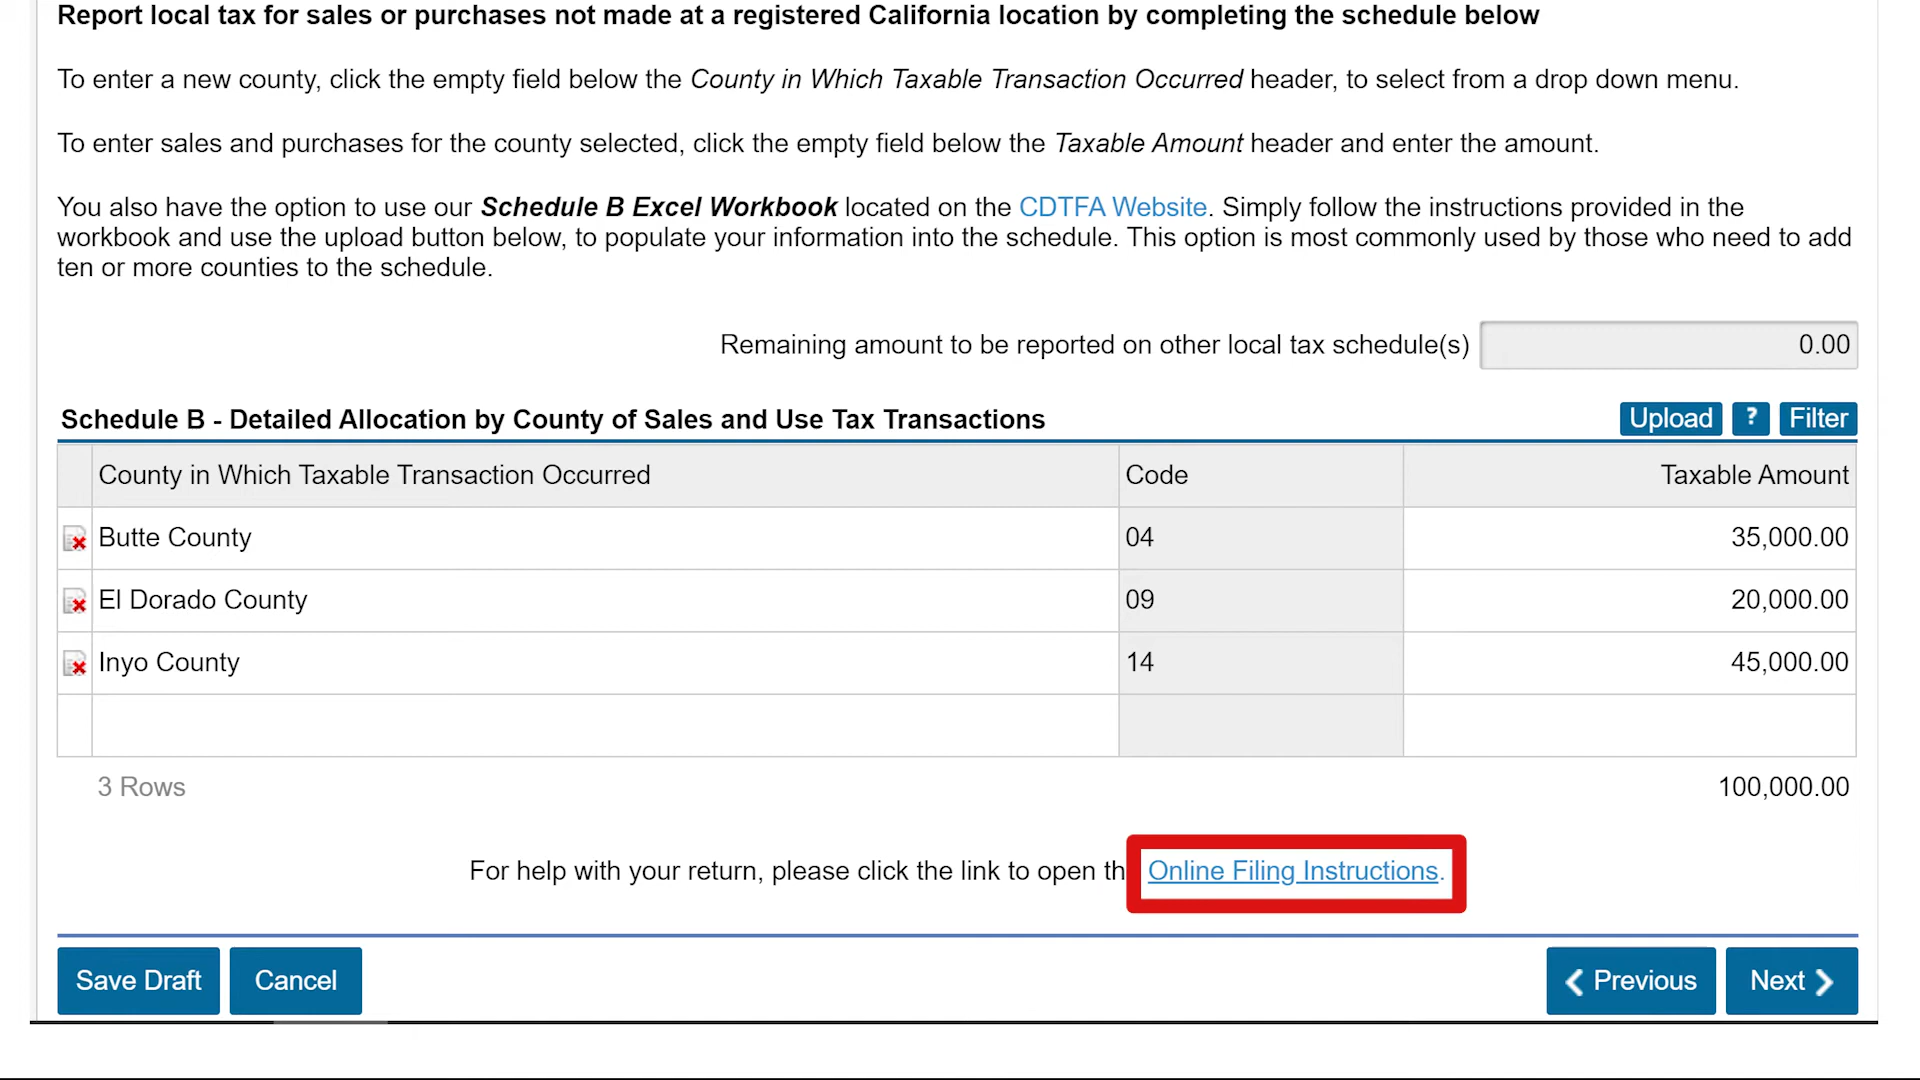 Report local tax for sales or purchases not made at a registered California location by completing the schedule below
To enter a new county, click the empty field below the County in Which Taxable Transaction Occurred header, to select from a drop down menu.
To enter sales and purchases for the county selected, click the empty field below the Taxable Amount header and enter the amount.
You also have the option to use our Schedule B Excel Workbook located on the CDTFA Website. Simply follow the instructions provided in the
workbook and use the upload button below, to populate your information into the schedule. This option is most commonly used by those who need to add
ten or more counties to the schedule.
Remaining amount to be reported on other local tax schedule(s) 0.00
Schedule B - Detailed Allocation by County of Sales and Use Tax Transactions Upload ? Filter
County in Which Taxable Transaction Occurred Code Taxable Amount
Butte County 04 35,000.00
El Dorado County 09 20,000.00
Inyo County 14 45,000.00
3 Rows 100,000.00
For help with your return, please click the link to open th Online Filing Instructions.
Save Draft Cancel Previous Next